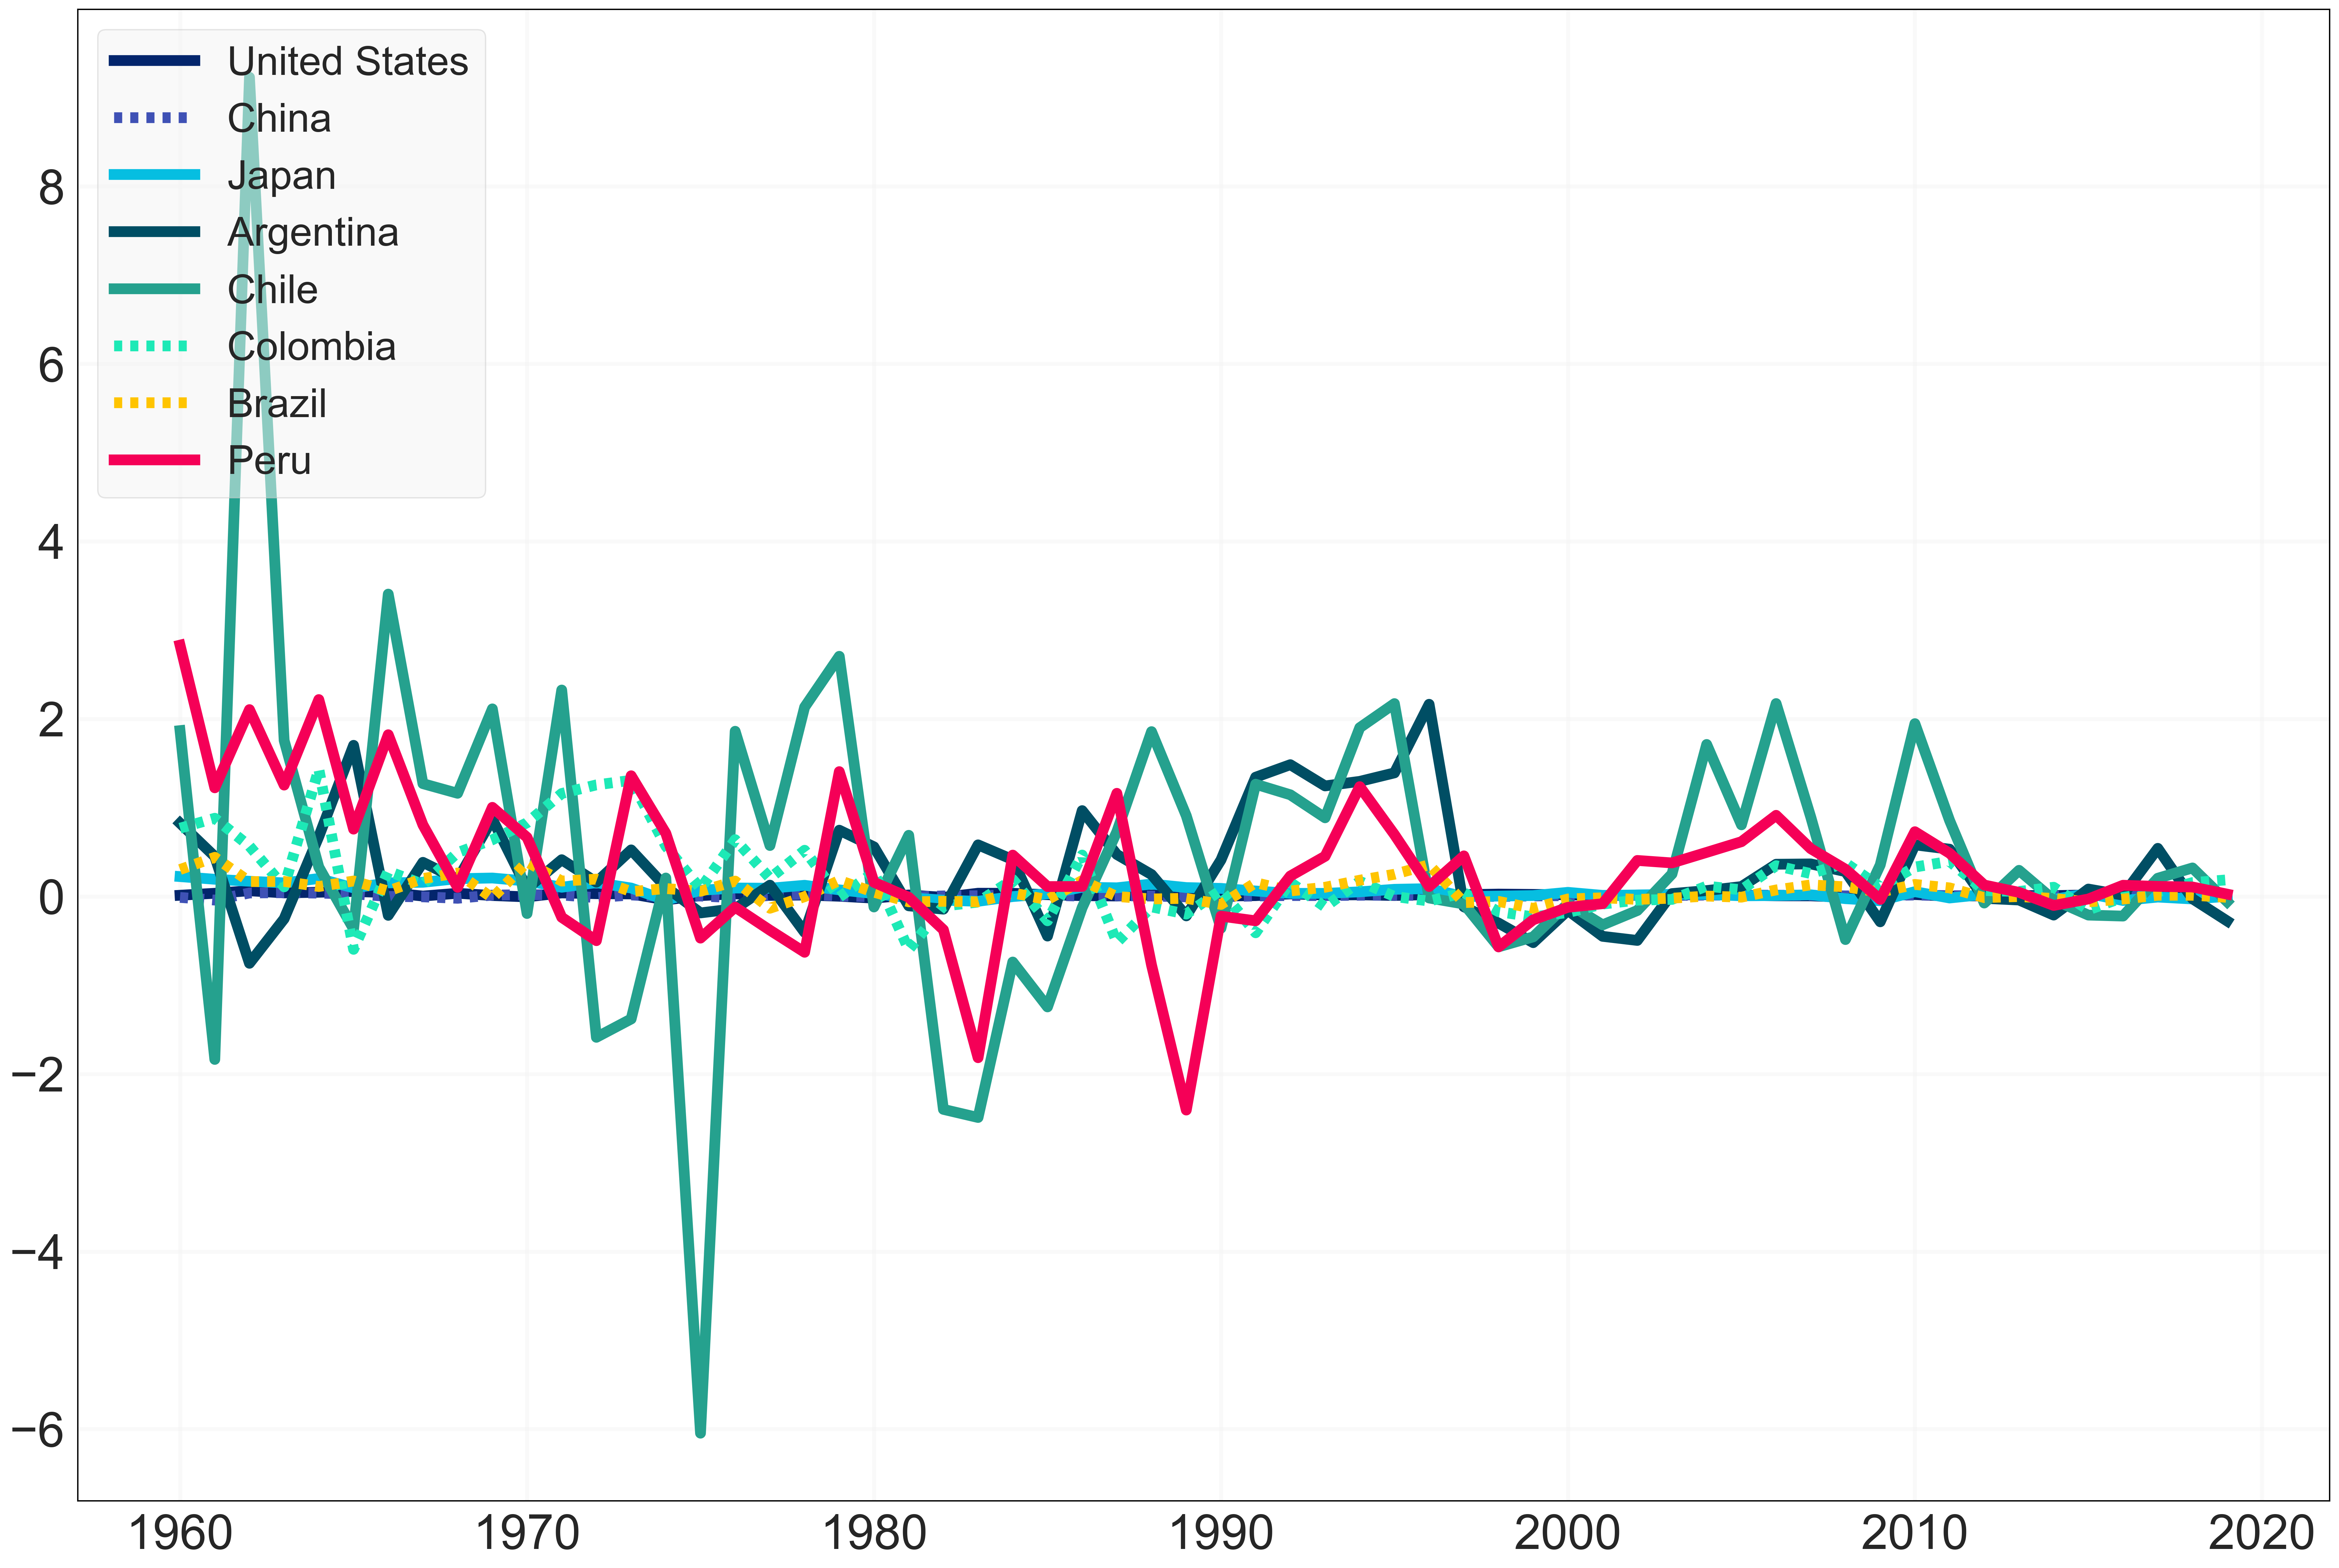 United States
China
Japan
Argentina
Chile
Colombia
Brazil
Peru
8
6
4
2
0
−2
−4
−6
1960 1970 1980 1990 2000 2010 2020